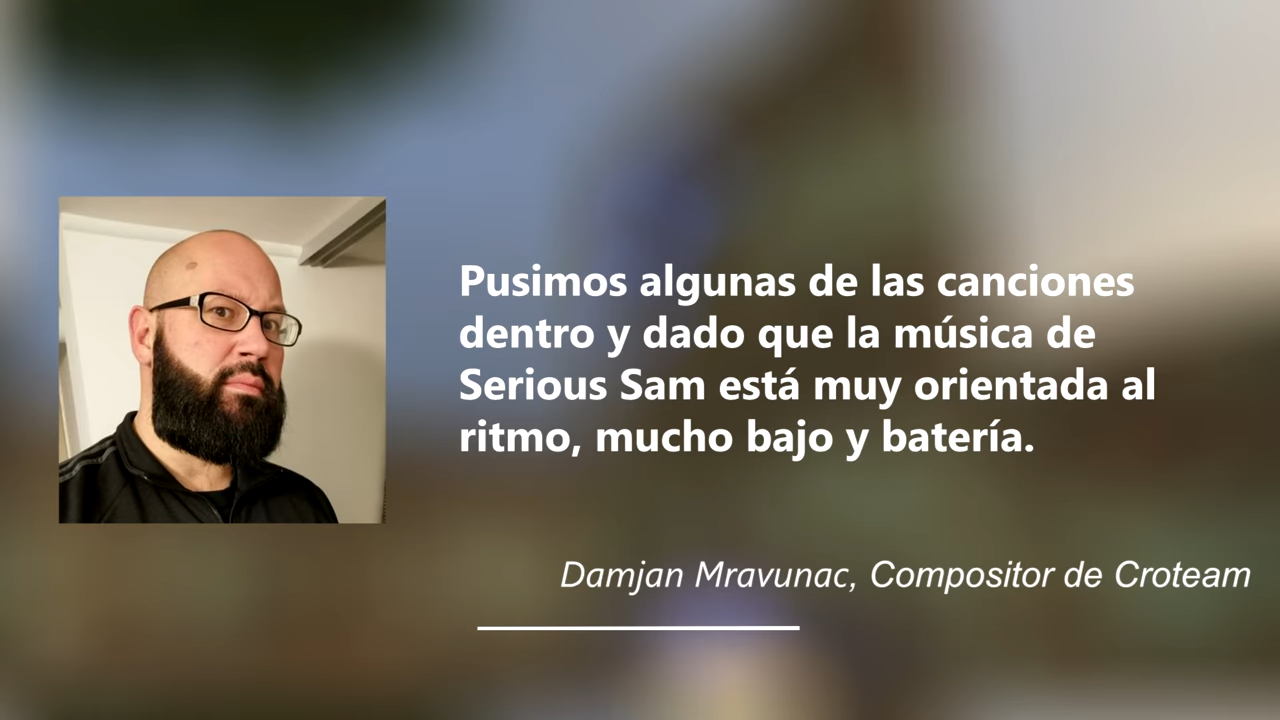 Pusimos algunas de las canciones
dentro y dado que la música de
Serious Sam está muy orientada al
ritmo, mucho bajo y batería.
Damjan Mravunac, Compositor de Croteam